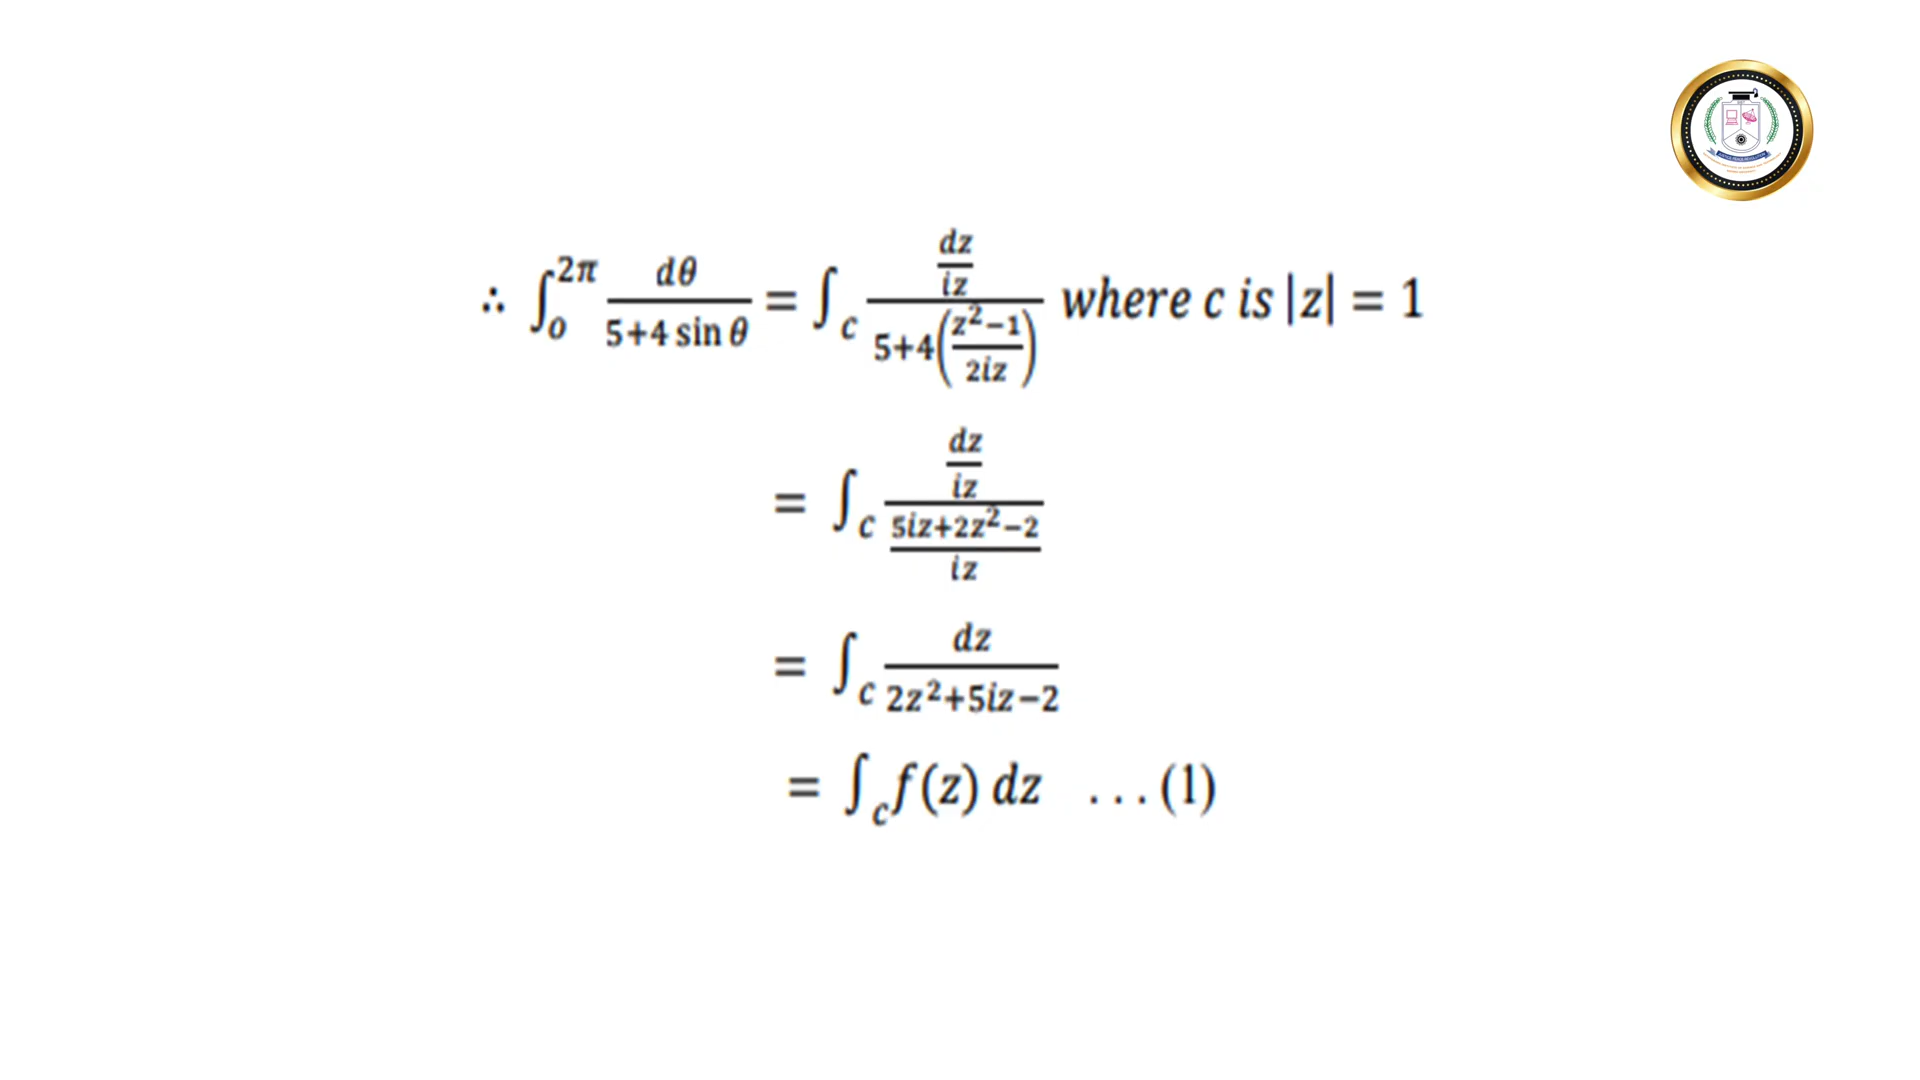 ∴ ∫_o^{2π} dθ/(5+4 sin θ) = ∫_c (dz/iz)/(5+4((z²−1)/2iz)) where c is |z| = 1
= ∫_c (dz/iz)/((5iz+2z²−2)/iz)
= ∫_c dz/(2z²+5iz−2)
= ∫_c f(z) dz ...(1)